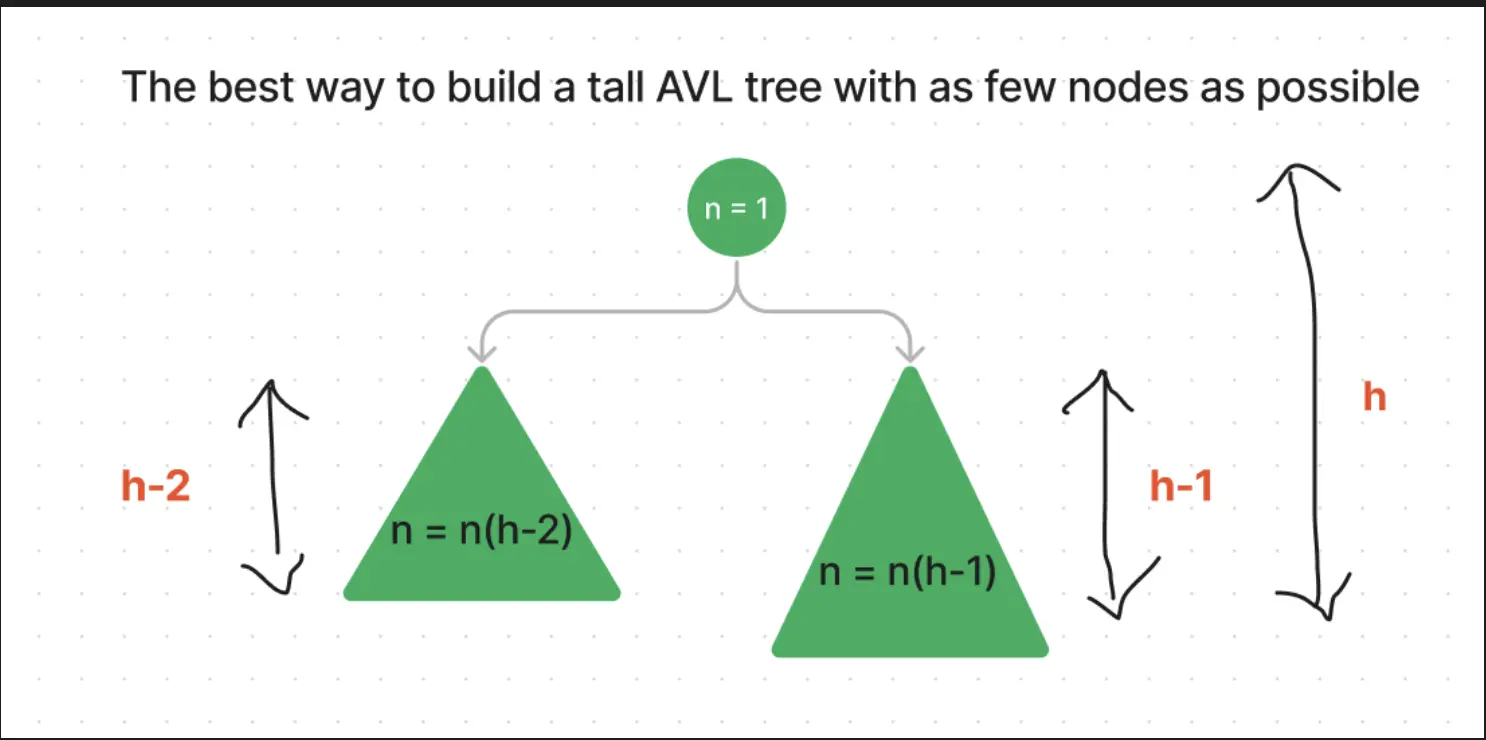 The best way to build a tall AVL tree with as few nodes as possible
n = 1
h
h-2
h-1
n = n(h-2)
n = n(h-1)